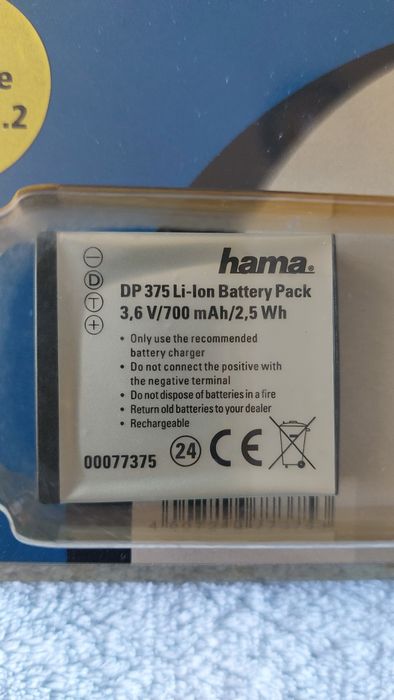 e
.2
hama®
DP 375 Li-Ion Battery Pack
3,6 V/700 mAh/2,5 Wh
− D T +
• Only use the recommended
battery charger
• Do not connect the positive with
the negative terminal
• Do not dispose of batteries in a fire
• Return old batteries to your dealer
• Rechargeable
00077375 24 CE